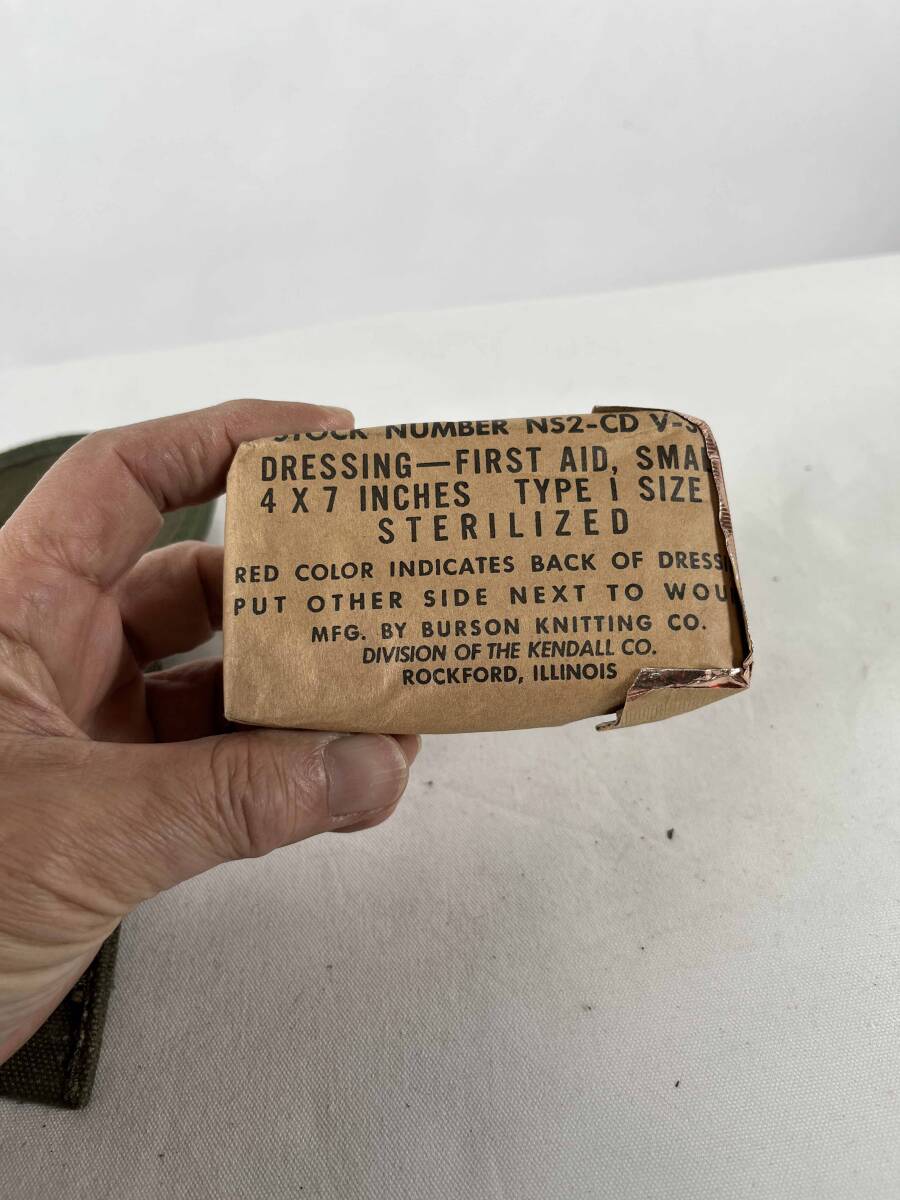 STOCK NUMBER NS2-CD V-
DRESSING—FIRST AID, SMA
4 X 7 INCHES TYPE I SIZE
STERILIZED
RED COLOR INDICATES BACK OF DRESS
PUT OTHER SIDE NEXT TO WOU
MFG. BY BURSON KNITTING CO.
DIVISION OF THE KENDALL CO.
ROCKFORD, ILLINOIS